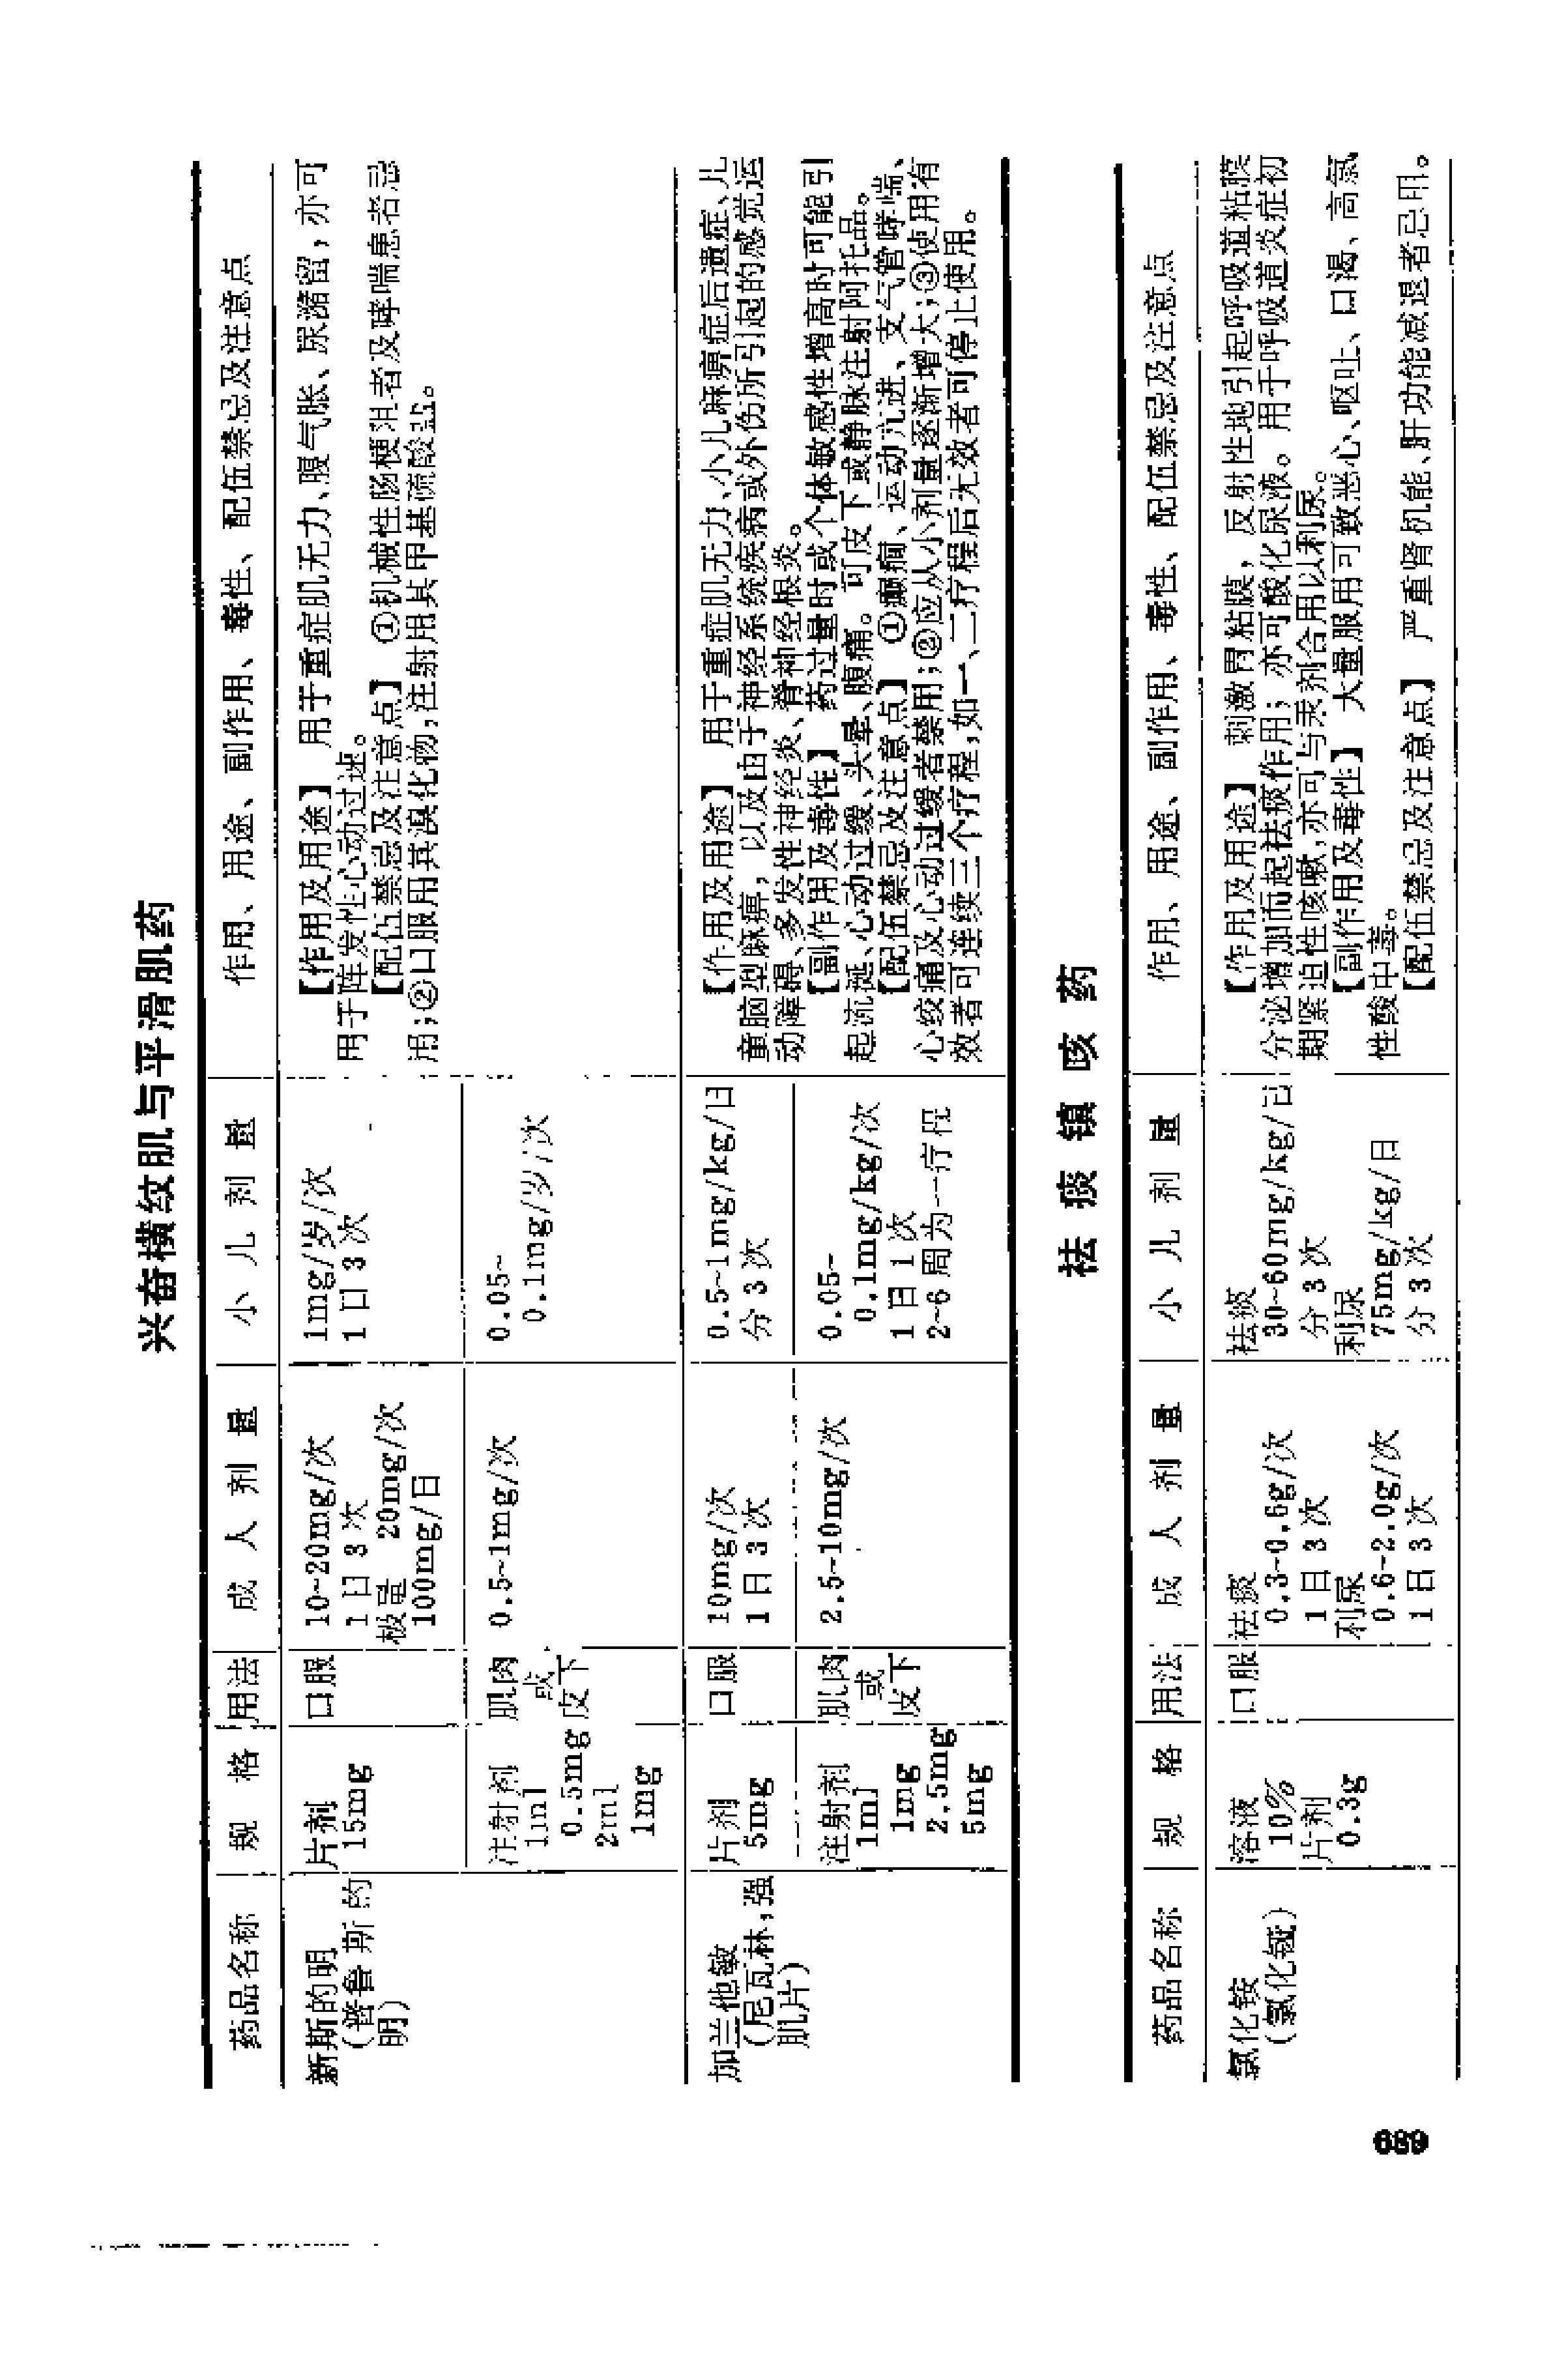 兴奋横纹肌与平滑肌药
药品名称 规格 用法 成人剂量 小儿剂量 作用、用途、副作用、毒性、配伍禁忌及注意点
新斯的明
(普鲁斯的
明)
片剂
15mg
口服
10~20mg/次
1日3次
极量 20mg/次
100mg/日
1mg/岁/次
1日3次
注射剂
1ml
0.5mg
2ml
1mg
肌肉
或
皮下
0.5~1mg/次
0.05~
0.1mg/岁/次
【作用及用途】 用于重症肌无力、腹气胀、尿潴留,亦可
用于阵发性心动过速。
【配伍禁忌及注意点】 ①机械性肠梗阻者及哮喘患者忌
用;②口服用其溴化物,注射用其甲基硫酸盐。
加兰他敏
(尼瓦林,强
肌片)
片剂
5mg
口服
10mg/次
1日3次
0.5~1mg/kg/日
分3次
注射剂
1ml
1mg
2.5mg
5mg
肌肉
或
皮下
2.5~10mg/次
0.05~
0.1mg/kg/次
1日1次
2~6周为一疗程
【作用及用途】 用于重症肌无力、小儿麻痹症后遗症、儿
童脑型麻痹,以及由于神经系统疾病或外伤所引起的感觉运
动障碍、多发性神经炎、脊神经根炎。
【副作用及毒性】 药过量时或个体敏感性增高时可能引
起流涎、心动过缓、头晕、腹痛。可皮下或静脉注射阿托品。
【配伍禁忌及注意点】 ①癫痫、运动亢进、支气管哮喘、
心绞痛及心动过缓者禁用;②应从小剂量逐渐增大;③使用有
效者可连续三个疗程,如一、二疗程后无效者可停止使用。
祛痰镇咳药
药品名称 规格 用法 成人剂量 小儿剂量 作用、用途、副作用、毒性、配伍禁忌及注意点
氯化铵
(氯化铔)
溶液
10%
片剂
0.3g
口服
祛痰
0.3~0.6g/次
1日3次
利尿
0.6~2.0g/次
1日3次
祛痰
30~60mg/kg/日
分3次
利尿
75mg/kg/日
分3次
【作用及用途】 刺激胃粘膜,反射性地引起呼吸道粘膜
分泌增加而起祛痰作用;亦可酸化尿液。用于呼吸道炎症初
期紧迫性咳嗽,亦可与汞剂合用以利尿。
【副作用及毒性】 大量服用可致恶心、呕吐、口渴、高氯
性酸中毒。
【配伍禁忌及注意点】 严重肾机能、肝功能减退者忌用。
689